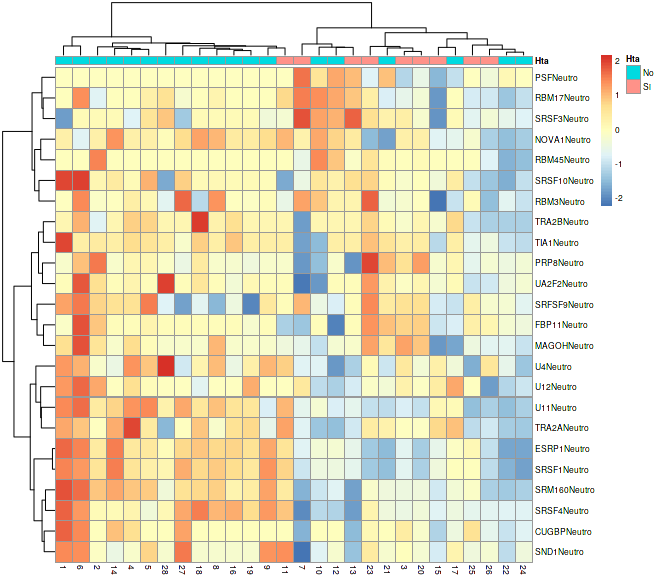 Hta
PSFNeutro
RBM17Neutro
SRSF3Neutro
NOVA1Neutro
RBM45Neutro
SRSF10Neutro
RBM3Neutro
TRA2BNeutro
TIA1Neutro
PRP8Neutro
UA2F2Neutro
SRFSF9Neutro
FBP11Neutro
MAGOHNeutro
U4Neutro
U12Neutro
U11Neutro
TRA2ANeutro
ESRP1Neutro
SRSF1Neutro
SRM160Neutro
SRSF4Neutro
CUGBPNeutro
SND1Neutro
1 6 2 14 4 5 28 27 18 8 16 19 9 11 7 10 12 13 23 21 3 20 15 17 25 26 22 24
2
1
0
-1
-2
Hta
No
Si